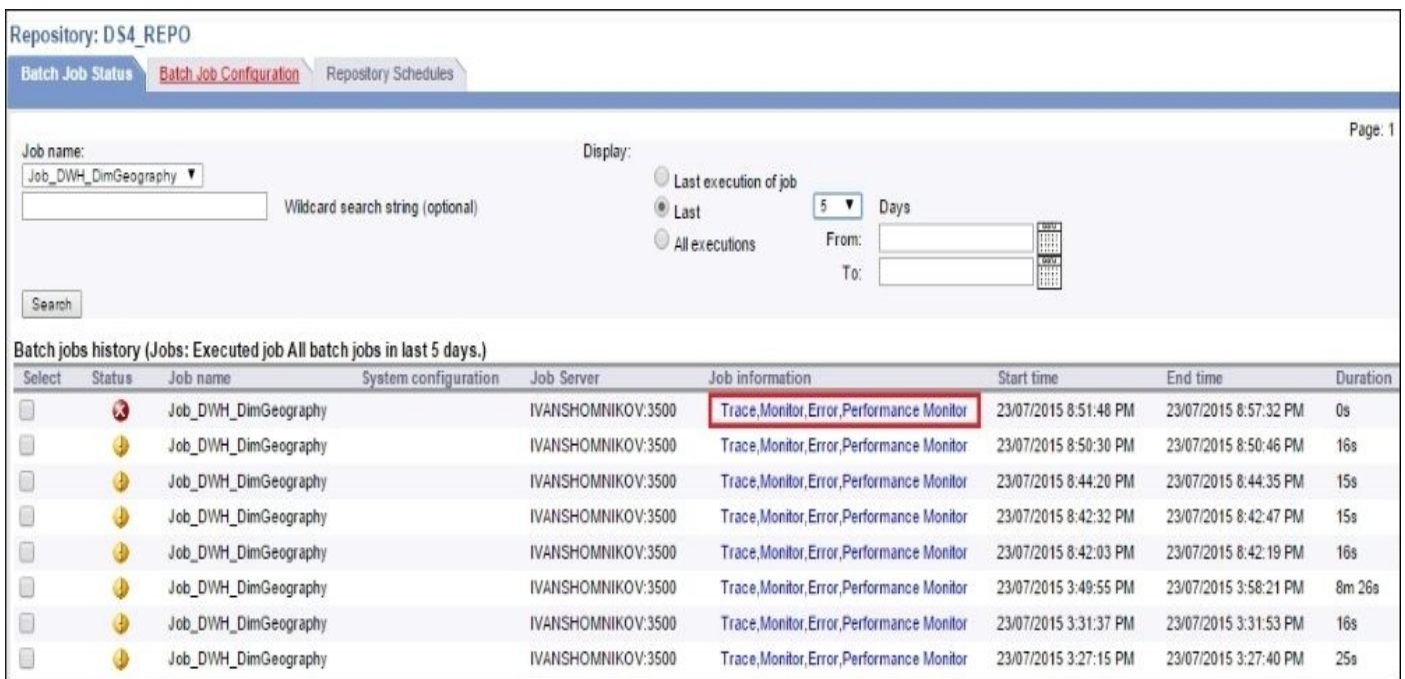 Repository: DS4_REPO
Batch Job Status Batch Job Configuration Repository Schedules
Page: 1
Job name: Display:
Job_DWH_DimGeography
Last execution of job
Wildcard search string (optional) Last 5 Days
All executions From:
To:
Search
Batch jobs history (Jobs: Executed job All batch jobs in last 5 days.)
Select Status Job name System configuration Job Server Job information Start time End time Duration
Job_DWH_DimGeography IVANSHOMNIKOV:3500 Trace,Monitor,Error,Performance Monitor 23/07/2015 8:51:48 PM 23/07/2015 8:57:32 PM 0s
Job_DWH_DimGeography IVANSHOMNIKOV:3500 Trace,Monitor,Error,Performance Monitor 23/07/2015 8:50:30 PM 23/07/2015 8:50:46 PM 16s
Job_DWH_DimGeography IVANSHOMNIKOV:3500 Trace,Monitor,Error,Performance Monitor 23/07/2015 8:44:20 PM 23/07/2015 8:44:35 PM 15s
Job_DWH_DimGeography IVANSHOMNIKOV:3500 Trace,Monitor,Error,Performance Monitor 23/07/2015 8:42:32 PM 23/07/2015 8:42:47 PM 15s
Job_DWH_DimGeography IVANSHOMNIKOV:3500 Trace,Monitor,Error,Performance Monitor 23/07/2015 8:42:03 PM 23/07/2015 8:42:19 PM 16s
Job_DWH_DimGeography IVANSHOMNIKOV:3500 Trace,Monitor,Error,Performance Monitor 23/07/2015 3:49:55 PM 23/07/2015 3:58:21 PM 8m 26s
Job_DWH_DimGeography IVANSHOMNIKOV:3500 Trace,Monitor,Error,Performance Monitor 23/07/2015 3:31:37 PM 23/07/2015 3:31:53 PM 16s
Job_DWH_DimGeography IVANSHOMNIKOV:3500 Trace,Monitor,Error,Performance Monitor 23/07/2015 3:27:15 PM 23/07/2015 3:27:40 PM 25s